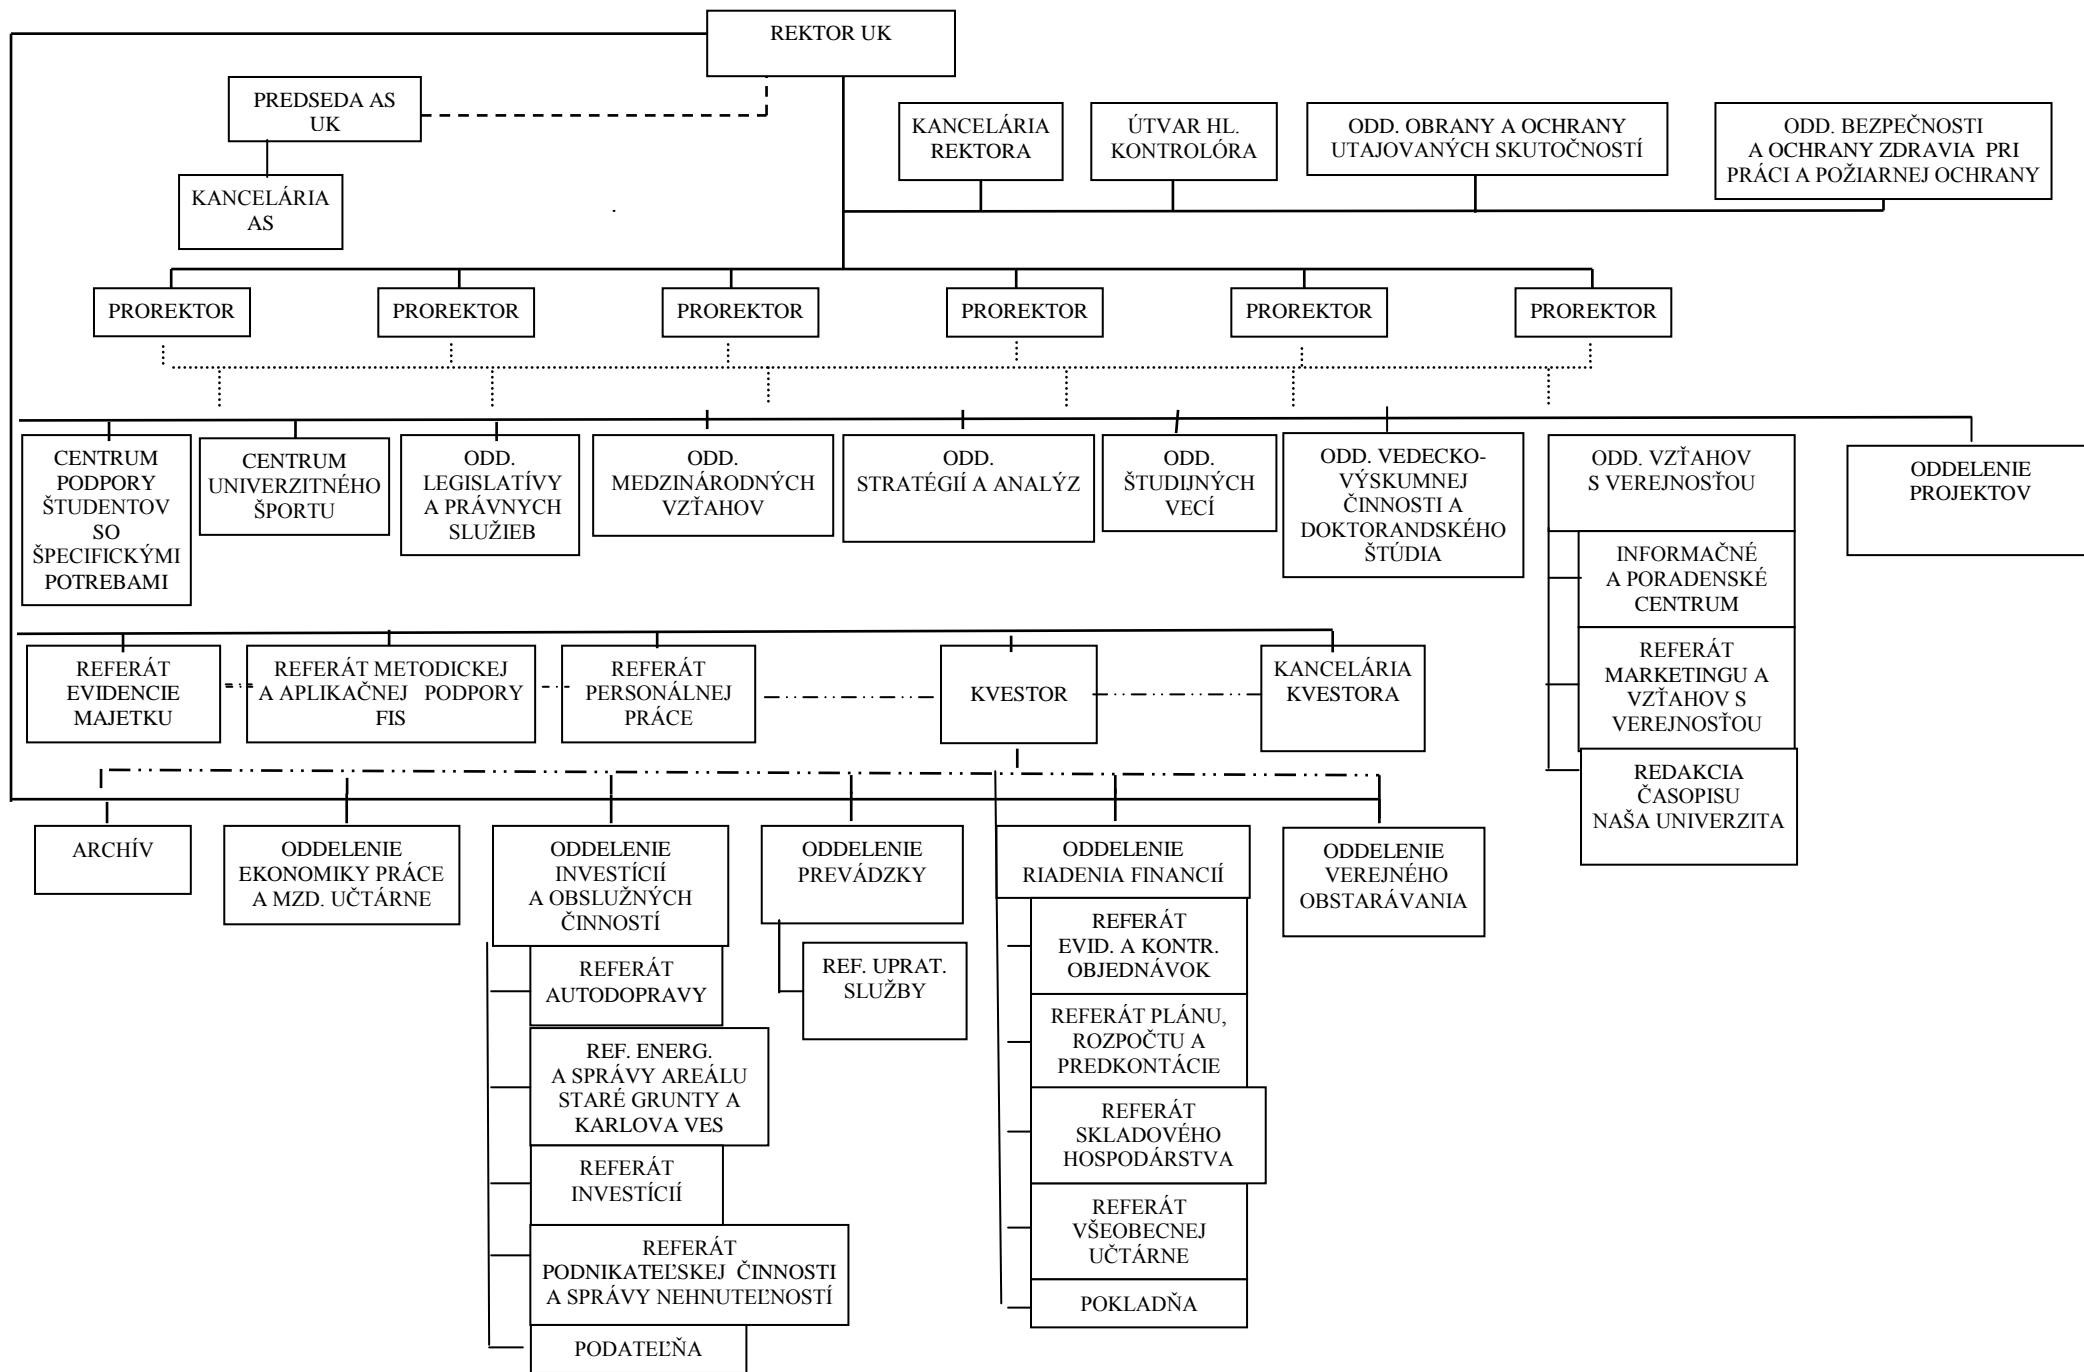 REKTOR UK
PREDSEDA AS
UK
KANCELÁRIA
AS
KANCELÁRIA
REKTORA
ÚTVAR HL.
KONTROLÓRA
ODD. OBRANY A OCHRANY
UTAJOVANÝCH SKUTOČNOSTÍ
ODD. BEZPEČNOSTI
A OCHRANY ZDRAVIA PRI
PRÁCI A POŽIARNEJ OCHRANY
PROREKTOR
PROREKTOR
PROREKTOR
PROREKTOR
PROREKTOR
PROREKTOR
CENTRUM
PODPORY
ŠTUDENTOV
SO
ŠPECIFICKÝMI
POTREBAMI
CENTRUM
UNIVERZITNÉHO
ŠPORTU
ODD.
LEGISLATÍVY
A PRÁVNYCH
SLUŽIEB
ODD.
MEDZINÁRODNÝCH
VZŤAHOV
ODD.
STRATÉGIÍ A ANALÝZ
ODD.
ŠTUDIJNÝCH
VECÍ
ODD. VEDECKO-
VÝSKUMNEJ
ČINNOSTI A
DOKTORANDSKÉHO
ŠTÚDIA
ODD. VZŤAHOV
S VEREJNOSŤOU
INFORMAČNÉ
A PORADENSKÉ
CENTRUM
REFERÁT
MARKETINGU A
VZŤAHOV S
VEREJNOSŤOU
REDAKCIA
ČASOPISU
NAŠA UNIVERZITA
ODDELENIE
PROJEKTOV
REFERÁT
EVIDENCIE
MAJETKU
REFERÁT METODICKEJ
A APLIKAČNEJ PODPORY
FIS
REFERÁT
PERSONÁLNEJ
PRÁCE
KVESTOR
KANCELÁRIA
KVESTORA
ARCHÍV
ODDELENIE
EKONOMIKY PRÁCE
A MZD. UČTÁRNE
ODDELENIE
INVESTÍCIÍ
A OBSLUŽNÝCH
ČINNOSTÍ
REFERÁT
AUTODOPRAVY
REF. ENERG.
A SPRÁVY AREÁLU
STARÉ GRUNTY A
KARLOVA VES
REFERÁT
INVESTÍCIÍ
REFERÁT
PODNIKATEĽSKEJ ČINNOSTI
A SPRÁVY NEHNUTEĽNOSTÍ
PODATEĽŇA
ODDELENIE
PREVÁDZKY
REF. UPRAT.
SLUŽBY
ODDELENIE
RIADENIA FINANCIÍ
REFERÁT
EVID. A KONTR.
OBJEDNÁVOK
REFERÁT PLÁNU,
ROZPOČTU A
PREDKONTÁCIE
REFERÁT
SKLADOVÉHO
HOSPODÁRSTVA
REFERÁT
VŠEOBECNEJ
UČTÁRNE
POKLADŇA
ODDELENIE
VEREJNÉHO
OBSTARÁVANIA